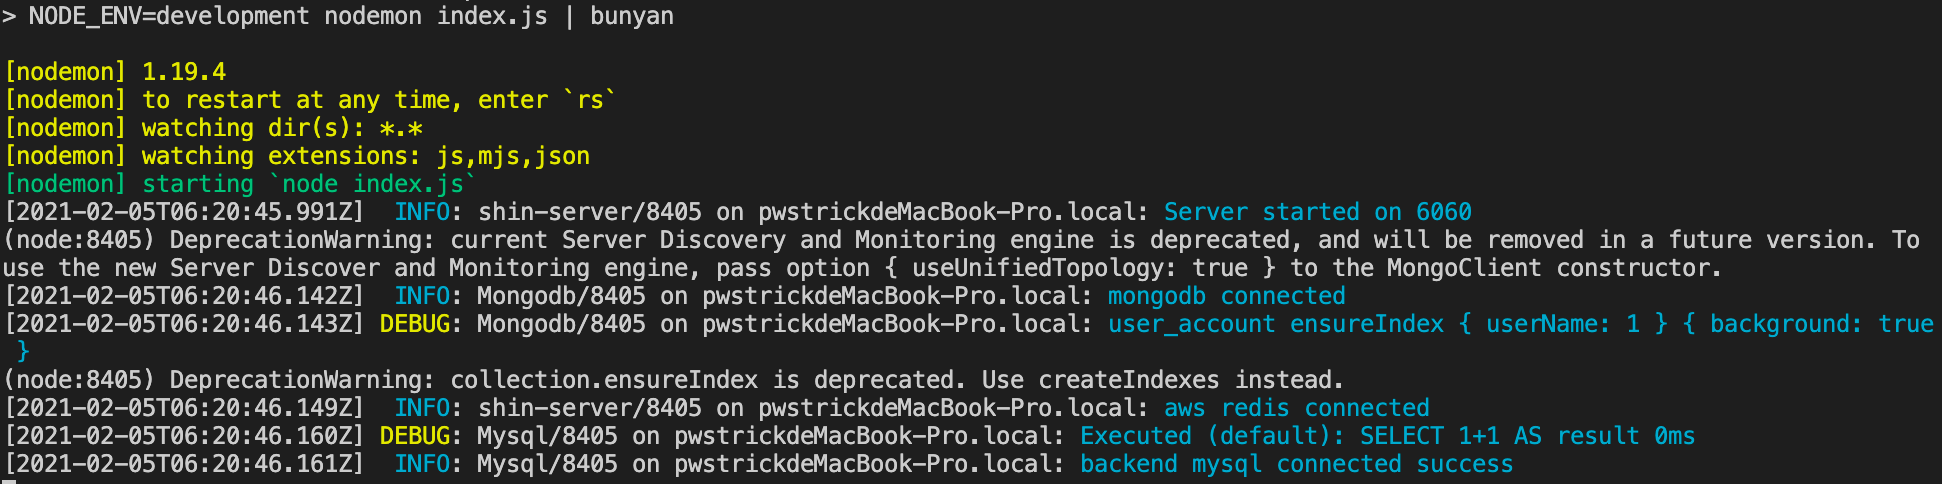 > NODE_ENV=development nodemon index.js | bunyan
[nodemon] 1.19.4
[nodemon] to restart at any time, enter `rs`
[nodemon] watching dir(s): *.*
[nodemon] watching extensions: js,mjs,json
[nodemon] starting `node index.js`
[2021-02-05T06:20:45.991Z]  INFO: shin-server/8405 on pwstrickdeMacBook-Pro.local: Server started on 6060
(node:8405) DeprecationWarning: current Server Discovery and Monitoring engine is deprecated, and will be removed in a future version. To
use the new Server Discover and Monitoring engine, pass option { useUnifiedTopology: true } to the MongoClient constructor.
[2021-02-05T06:20:46.142Z]  INFO: Mongodb/8405 on pwstrickdeMacBook-Pro.local: mongodb connected
[2021-02-05T06:20:46.143Z] DEBUG: Mongodb/8405 on pwstrickdeMacBook-Pro.local: user_account ensureIndex { userName: 1 } { background: true
 }
(node:8405) DeprecationWarning: collection.ensureIndex is deprecated. Use createIndexes instead.
[2021-02-05T06:20:46.149Z]  INFO: shin-server/8405 on pwstrickdeMacBook-Pro.local: aws redis connected
[2021-02-05T06:20:46.160Z] DEBUG: Mysql/8405 on pwstrickdeMacBook-Pro.local: Executed (default): SELECT 1+1 AS result 0ms
[2021-02-05T06:20:46.161Z]  INFO: Mysql/8405 on pwstrickdeMacBook-Pro.local: backend mysql connected success